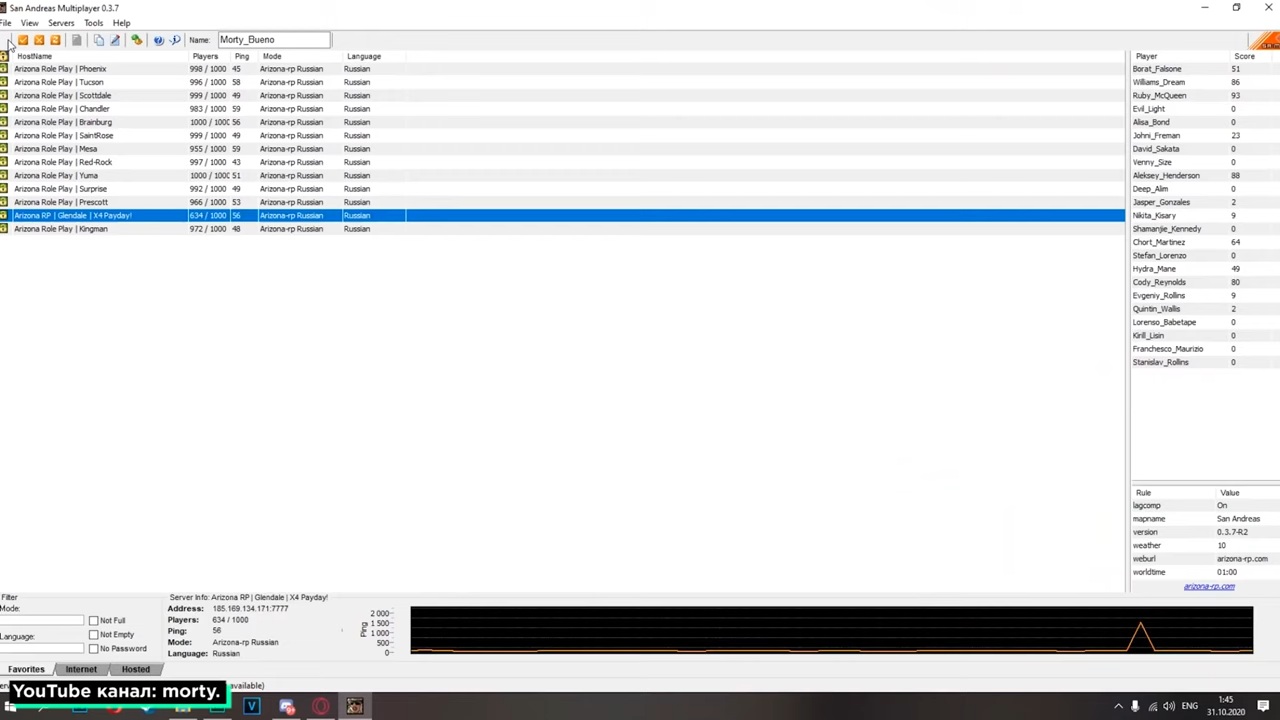 San Andreas Multiplayer 0.3.7
File View Servers Tools Help
Name: Morty_Bueno
HostName Players Ping Mode Language
Arizona Role Play | Phoenix 998 / 1000 45 Arizona-rp Russian Russian
Arizona Role Play | Tucson 996 / 1000 58 Arizona-rp Russian Russian
Arizona Role Play | Scottdale 999 / 1000 49 Arizona-rp Russian Russian
Arizona Role Play | Chandler 983 / 1000 59 Arizona-rp Russian Russian
Arizona Role Play | Brainburg 1000 / 100( 56 Arizona-rp Russian Russian
Arizona Role Play | SaintRose 999 / 1000 49 Arizona-rp Russian Russian
Arizona Role Play | Mesa 955 / 1000 59 Arizona-rp Russian Russian
Arizona Role Play | Red-Rock 997 / 1000 43 Arizona-rp Russian Russian
Arizona Role Play | Yuma 1000 / 100( 51 Arizona-rp Russian Russian
Arizona Role Play | Surprise 992 / 1000 49 Arizona-rp Russian Russian
Arizona Role Play | Prescott 966 / 1000 53 Arizona-rp Russian Russian
Arizona RP | Glendale | X4 Payday! 634 / 1000 56 Arizona-rp Russian Russian
Arizona Role Play | Kingman 972 / 1000 48 Arizona-rp Russian Russian
Player Score
Borat_Falsone 51
Williams_Dream 86
Ruby_McQueen 93
Evil_Light 0
Alisa_Bond 0
Johni_Freman 23
David_Sakata 0
Venny_Size 0
Aleksey_Henderson 88
Deep_Alim 0
Jasper_Gonzales 2
Nikita_Kisary 9
Shamanjie_Kennedy 0
Chort_Martinez 64
Stefan_Lorenzo 0
Hydra_Mane 49
Cody_Reynolds 80
Evgeniy_Rollins 9
Quintin_Wallis 2
Lorenso_Babetape 0
Kirill_Lisin 0
Franchesco_Maurizio 0
Stanislav_Rollins 0
Rule Value
lagcomp On
mapname San Andreas
version 0.3.7-R2
weather 10
weburl arizona-rp.com
worldtime 01:00
arizona-rp.com
Filter
Mode:
Not Full
Not Empty
Language:
No Password
Server Info: Arizona RP | Glendale | X4 Payday!
Address: 185.169.134.171:7777
Players: 634 / 1000
Ping: 56
Mode: Arizona-rp Russian
Language: Russian
Ping
2 000
1 500
1 000
500
0
Favorites Internet Hosted
available)
YouTube канал: morty.
V
ENG
1:45
31.10.2020